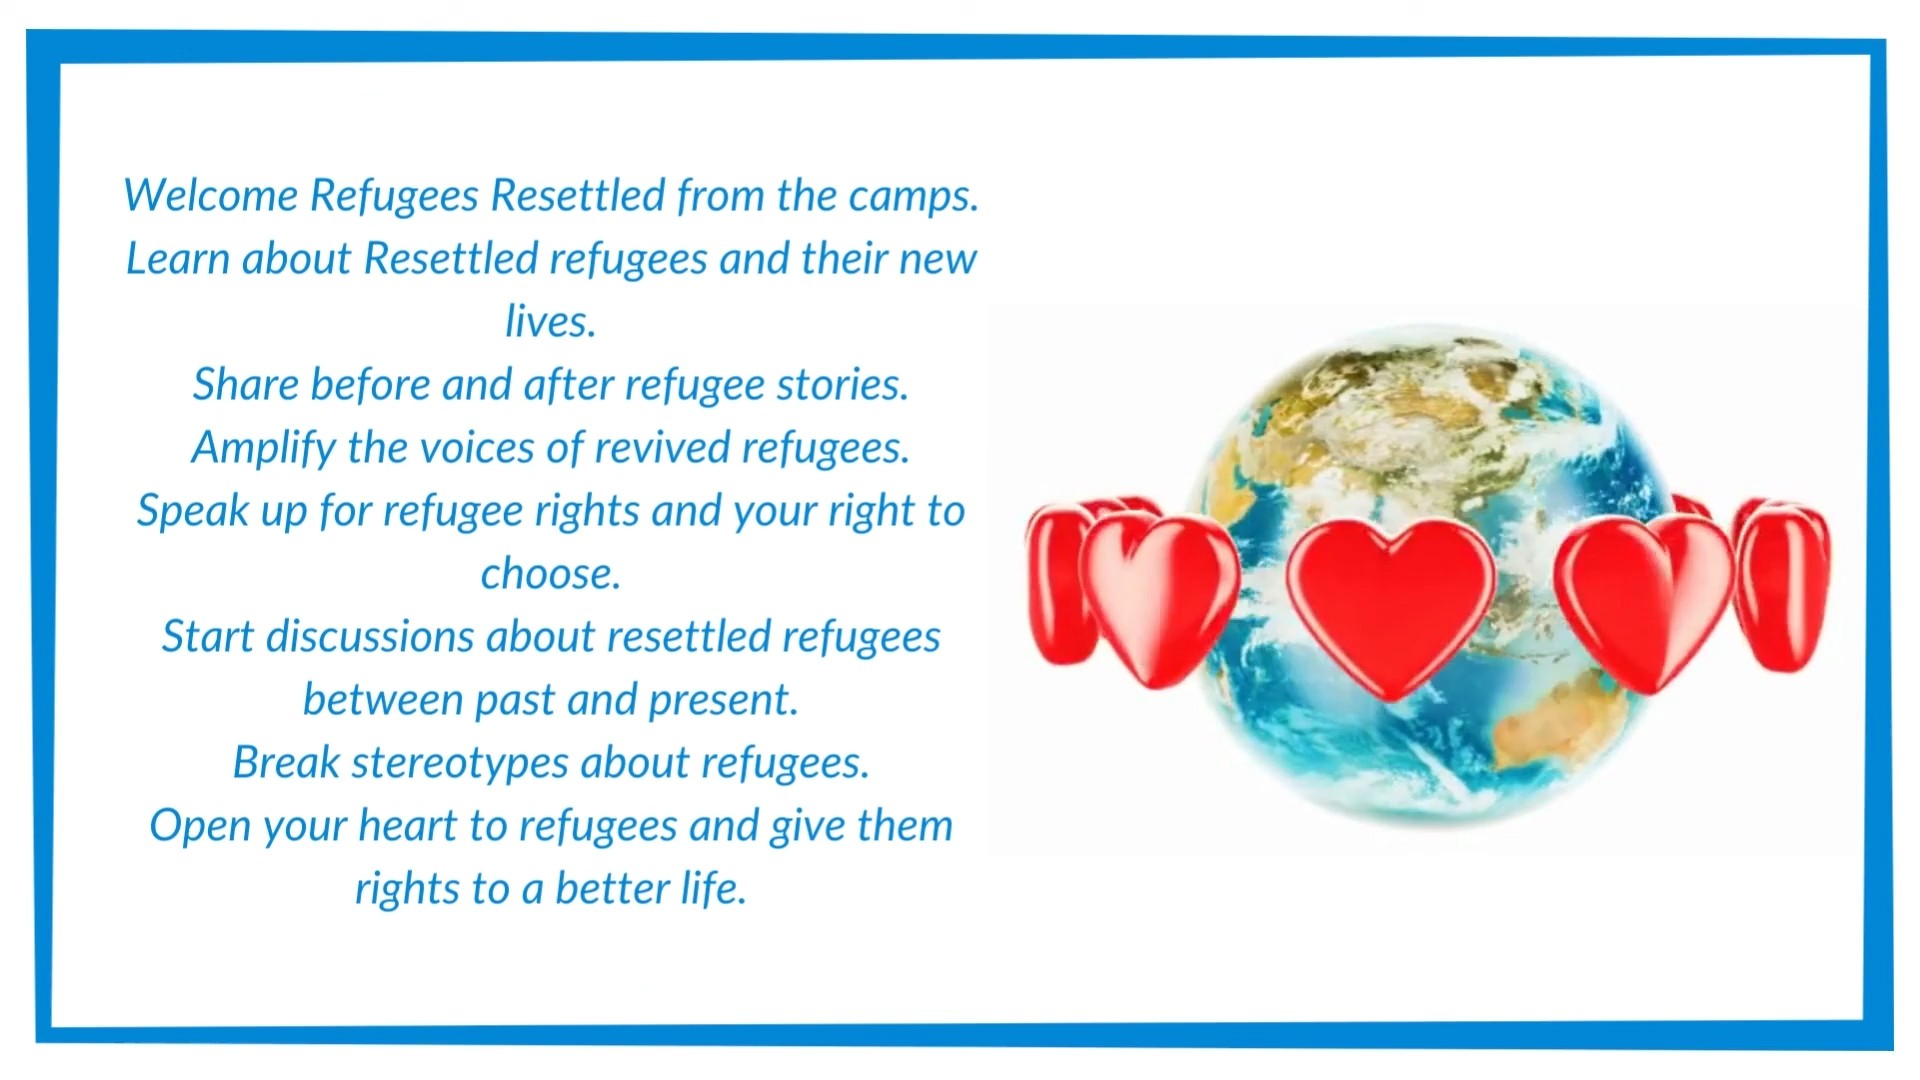 Welcome Refugees Resettled from the camps.
Learn about Resettled refugees and their new
lives.
Share before and after refugee stories.
Amplify the voices of revived refugees.
Speak up for refugee rights and your right to
choose.
Start discussions about resettled refugees
between past and present.
Break stereotypes about refugees.
Open your heart to refugees and give them
rights to a better life.